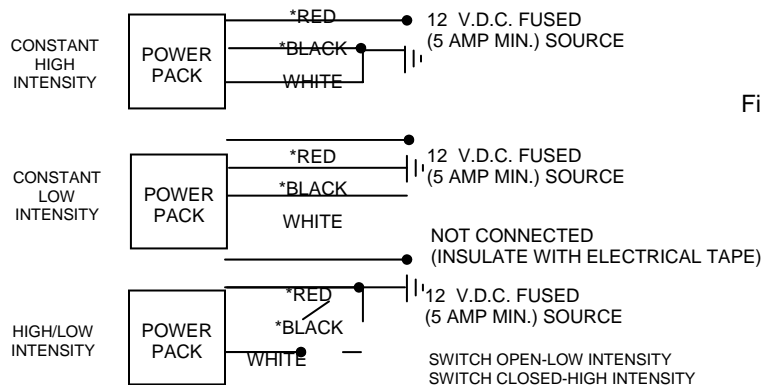 CONSTANT
HIGH
INTENSITY
POWER
PACK
*RED
*BLACK
WHITE
12 V.D.C. FUSED
(5 AMP MIN.) SOURCE
Fi
CONSTANT
LOW
INTENSITY
POWER
PACK
*RED
*BLACK
WHITE
12 V.D.C. FUSED
(5 AMP MIN.) SOURCE
NOT CONNECTED
(INSULATE WITH ELECTRICAL TAPE)
HIGH/LOW
INTENSITY
POWER
PACK
*RED
*BLACK
WHITE
12 V.D.C. FUSED
(5 AMP MIN.) SOURCE
SWITCH OPEN-LOW INTENSITY
SWITCH CLOSED-HIGH INTENSITY